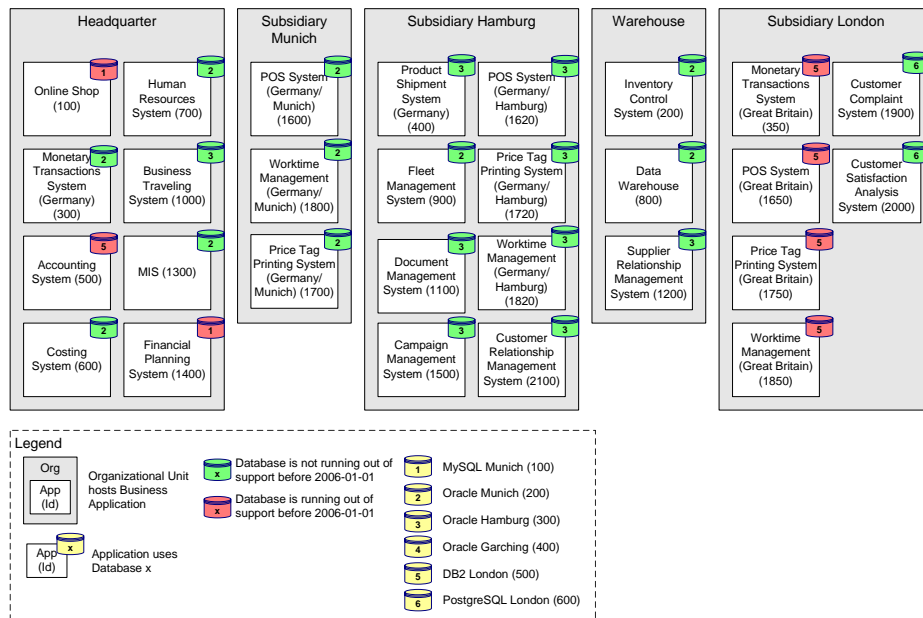 Headquarter
1
Online Shop
(100)
2
Human
Resources
System (700)
2
Monetary
Transactions
System
(Germany)
(300)
3
Business
Traveling
System (1000)
5
Accounting
System (500)
2
MIS (1300)
2
Costing
System (600)
1
Financial
Planning
System (1400)
Subsidiary
Munich
2
POS System
(Germany/
Munich)
(1600)
2
Worktime
Management
(Germany/
Munich) (1800)
2
Price Tag
Printing System
(Germany/
Munich) (1700)
Subsidiary Hamburg
3
Product
Shipment
System
(Germany)
(400)
3
POS System
(Germany/
Hamburg)
(1620)
2
Fleet
Management
System (900)
3
Price Tag
Printing System
(Germany/
Hamburg)
(1720)
3
Document
Management
System (1100)
3
Worktime
Management
(Germany/
Hamburg)
(1820)
3
Campaign
Management
System (1500)
3
Customer
Relationship
Management
System (2100)
Warehouse
2
Inventory
Control
System (200)
2
Data
Warehouse
(800)
3
Supplier
Relationship
Management
System (1200)
Subsidiary London
5
Monetary
Transactions
System
(Great Britain)
(350)
6
Customer
Complaint
System (1900)
5
POS System
(Great Britain)
(1650)
6
Customer
Satisfaction
Analysis
System (2000)
5
Price Tag
Printing System
(Great Britain)
(1750)
5
Worktime
Management
(Great Britain)
(1850)
Legend
Org
App
(Id)
Organizational Unit
hosts Business
Application
x
App
(Id)
Application uses
Database x
x
Database is not running out of
support before 2006-01-01
x
Database is running out of
support before 2006-01-01
1
MySQL Munich (100)
2
Oracle Munich (200)
3
Oracle Hamburg (300)
4
Oracle Garching (400)
5
DB2 London (500)
6
PostgreSQL London (600)